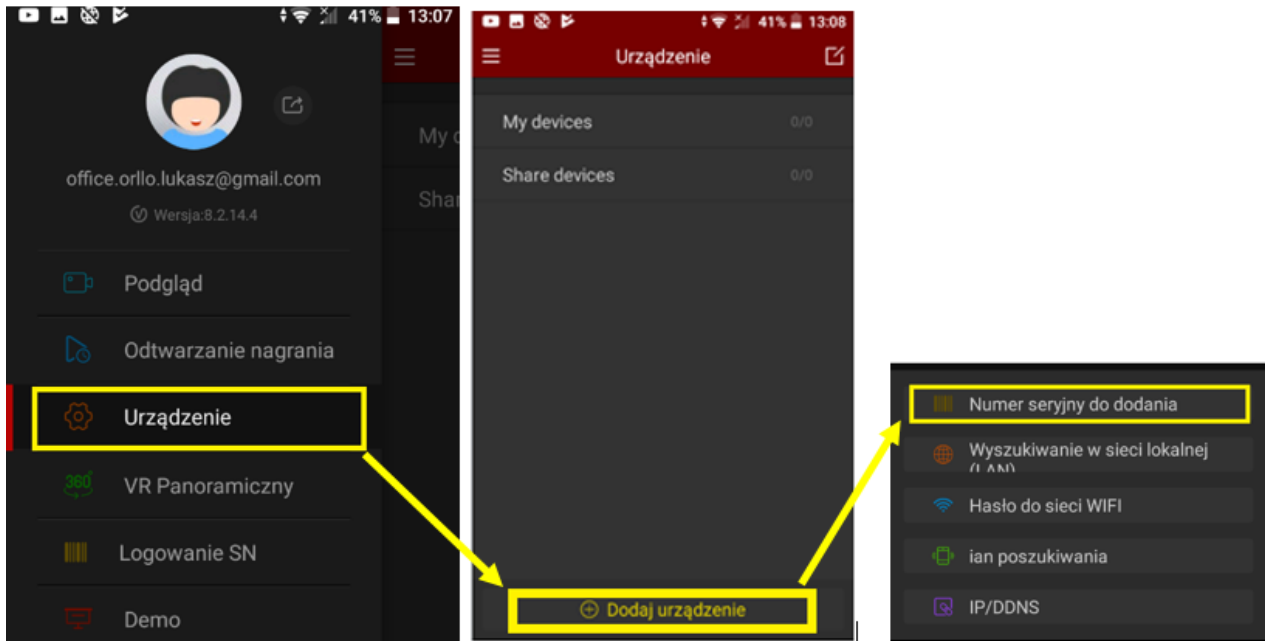 41% 13:07
office.orllo.lukasz@gmail.com
Wersja:8.2.14.4
Podgląd
Odtwarzanie nagrania
Urządzenie
360
VR Panoramiczny
Logowanie SN
Demo
My
Shar
41% 13:08
Urządzenie
My devices 0/0
Share devices 0/0
Dodaj urządzenie
Numer seryjny do dodania
Wyszukiwanie w sieci lokalnej
(LAN)
Hasło do sieci WIFI
ian poszukiwania
IP/DDNS